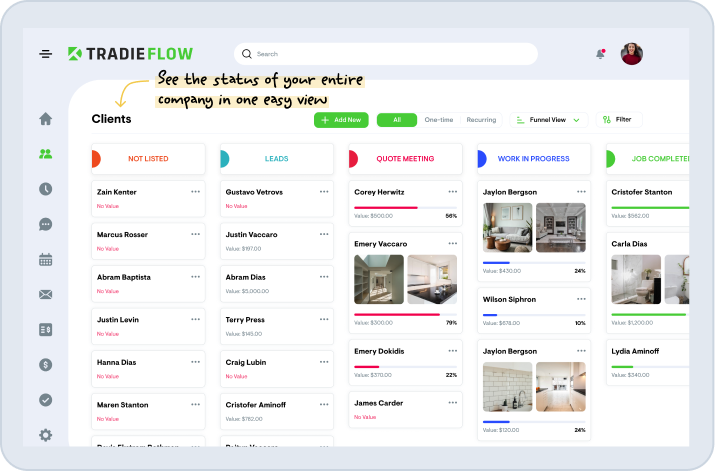 TRADIEFLOW
Search
See the status of your entire
company in one easy view
Clients
+ Add New
All
One-time
Recurring
Funnel View
Filter
NOT LISTED
Zain Kenter
No Value
Marcus Rosser
No Value
Abram Baptista
No Value
Justin Levin
No Value
Hanna Dias
No Value
Maren Stanton
No Value
LEADS
Gustavo Vetrovs
No Value
Justin Vaccaro
Value: $197.00
Abram Dias
Value: $5,000.00
Terry Press
Value: $145.00
Craig Lubin
No Value
Cristofer Aminoff
Value: $782.00
QUOTE MEETING
Corey Herwitz
Value: $500.00 56%
Emery Vaccaro
Value: $300.00 79%
Emery Dokidis
Value: $370.00 22%
James Carder
No Value
WORK IN PROGRESS
Jaylon Bergson
Value: $430.00 24%
Wilson Siphron
Value: $678.00 10%
Jaylon Bergson
Value: $120.00 24%
JOB COMPLETE
Cristofer Stanton
Value: $562.00
Carla Dias
Value: $1,200.00
Lydia Aminoff
Value: $340.00